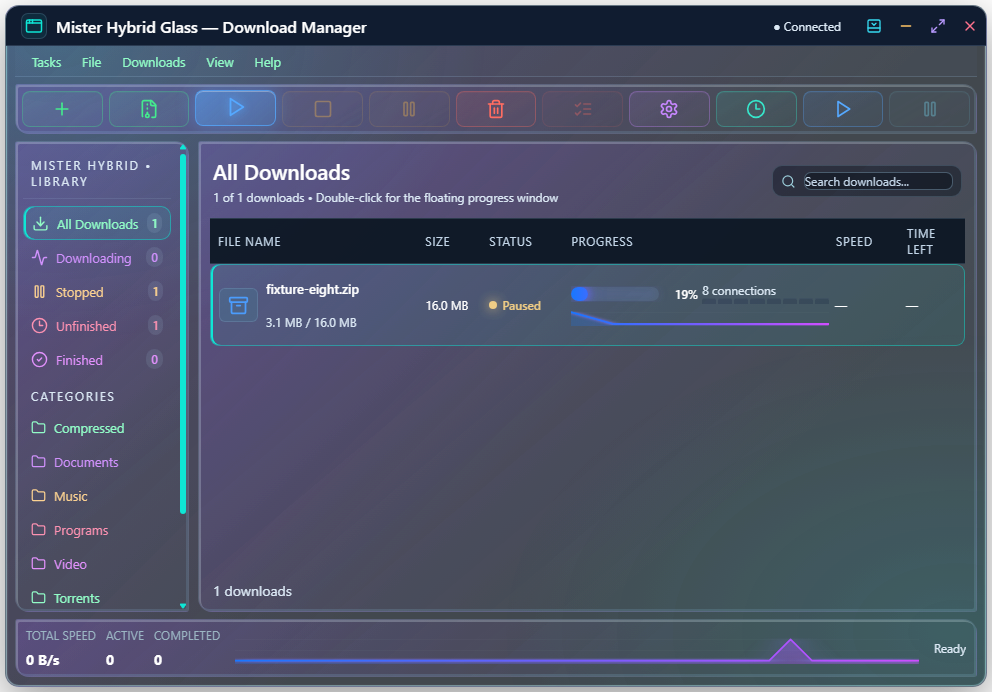 Mister Hybrid Glass — Download Manager
● Connected
Tasks File Downloads View Help
MISTER HYBRID •
LIBRARY
All Downloads 1
Downloading 0
Stopped 1
Unfinished 1
Finished 0
CATEGORIES
Compressed
Documents
Music
Programs
Video
Torrents
All Downloads
1 of 1 downloads • Double-click for the floating progress window
Search downloads...
FILE NAME SIZE STATUS PROGRESS SPEED TIME
LEFT
fixture-eight.zip
3.1 MB / 16.0 MB
16.0 MB
Paused
19%
8 connections
— —
1 downloads
TOTAL SPEED ACTIVE COMPLETED
0 B/s 0 0
Ready